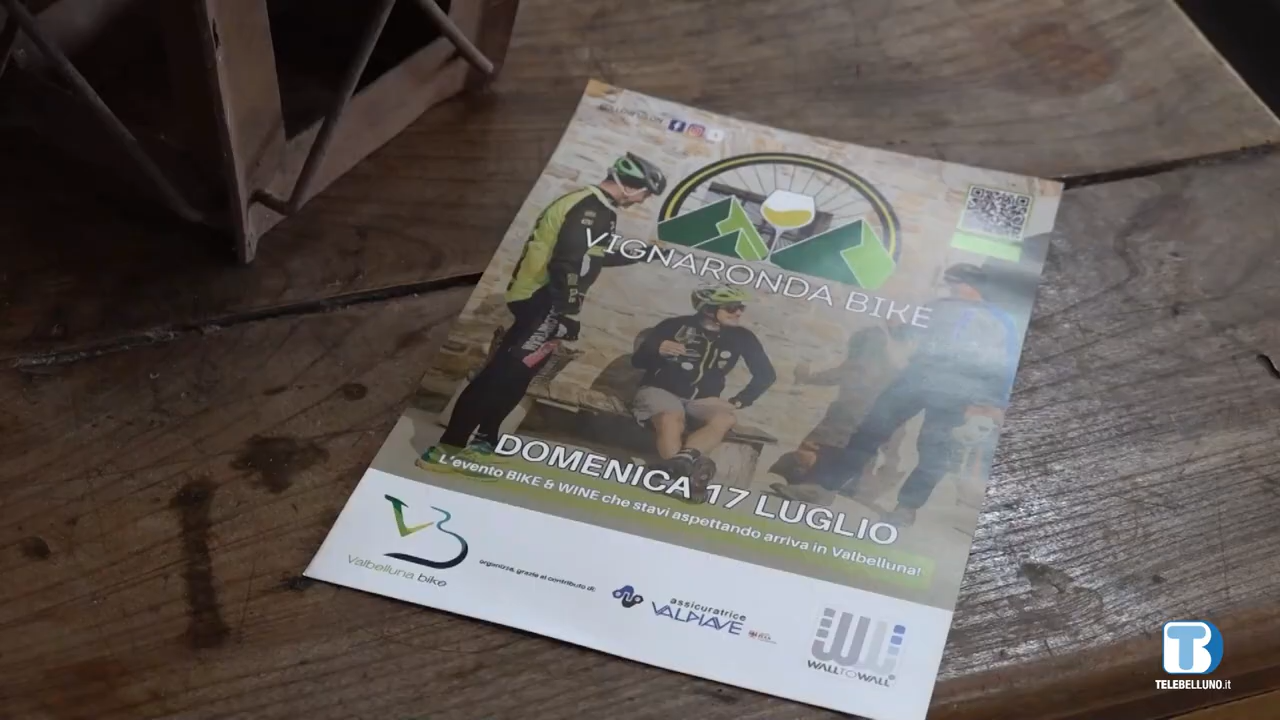 VIGNARONDA BIKE
DOMENICA 17 LUGLIO
L'evento BIKE & WINE che stavi aspettando arriva in Valbelluna!
Valbelluna bike
organizza, grazie al contributo di:
assicuratrice
VALPIAVE
WALLTOWALL®
TELEBELLUNO.it